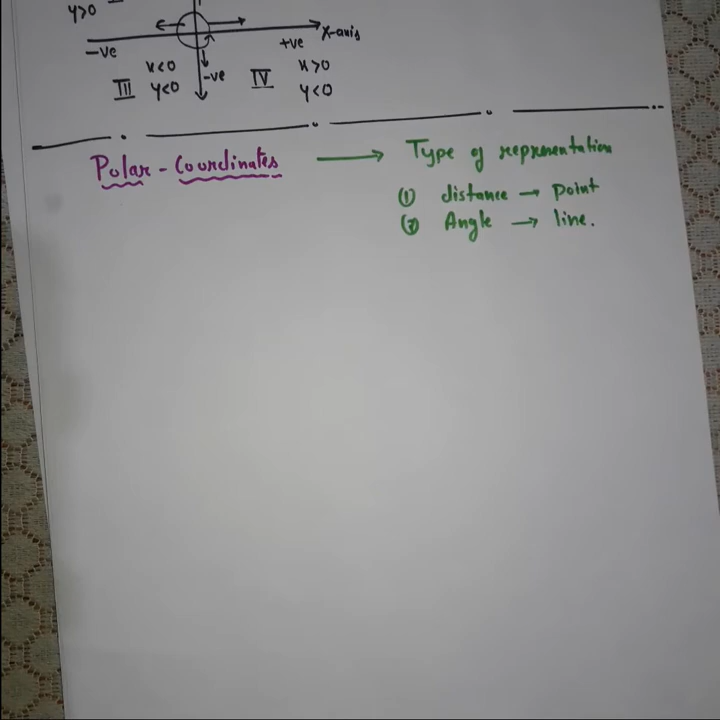 y>0
X-axis
-ve
+ve
x<0
-ve
x>0
III
y<0
IV
y<0
Polar-Coordinates → Type of representation
① distance → point
② Angle → line.